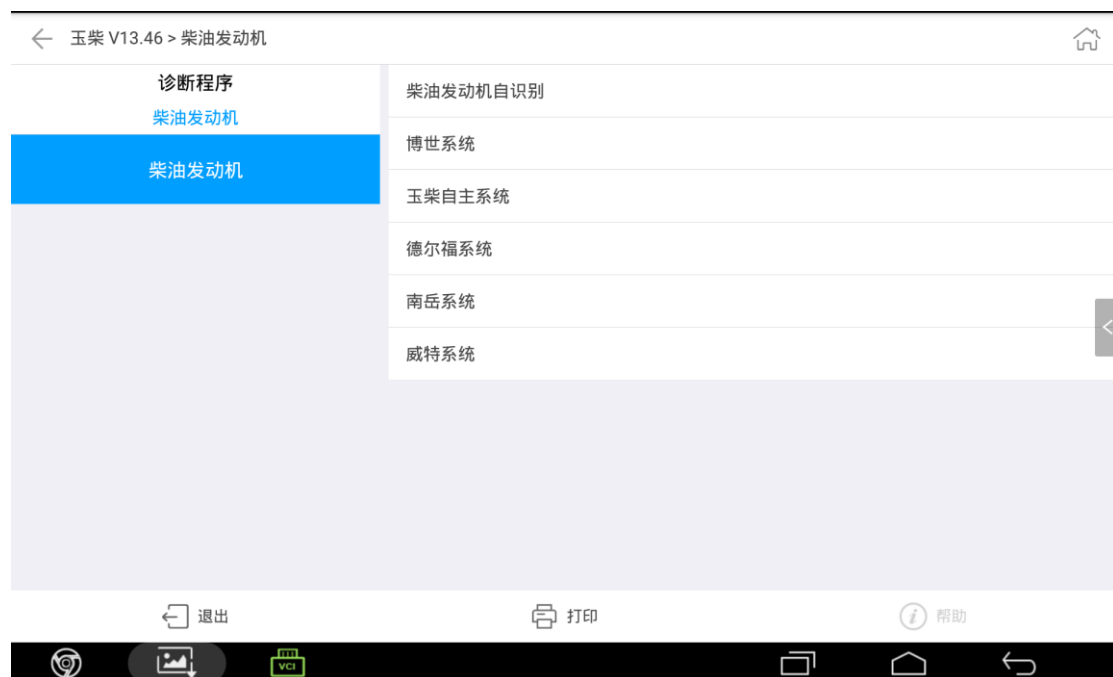 玉柴 V13.46 > 柴油发动机
诊断程序
柴油发动机
柴油发动机
柴油发动机自识别
博世系统
玉柴自主系统
德尔福系统
南岳系统
威特系统
退出
打印
帮助
VCI